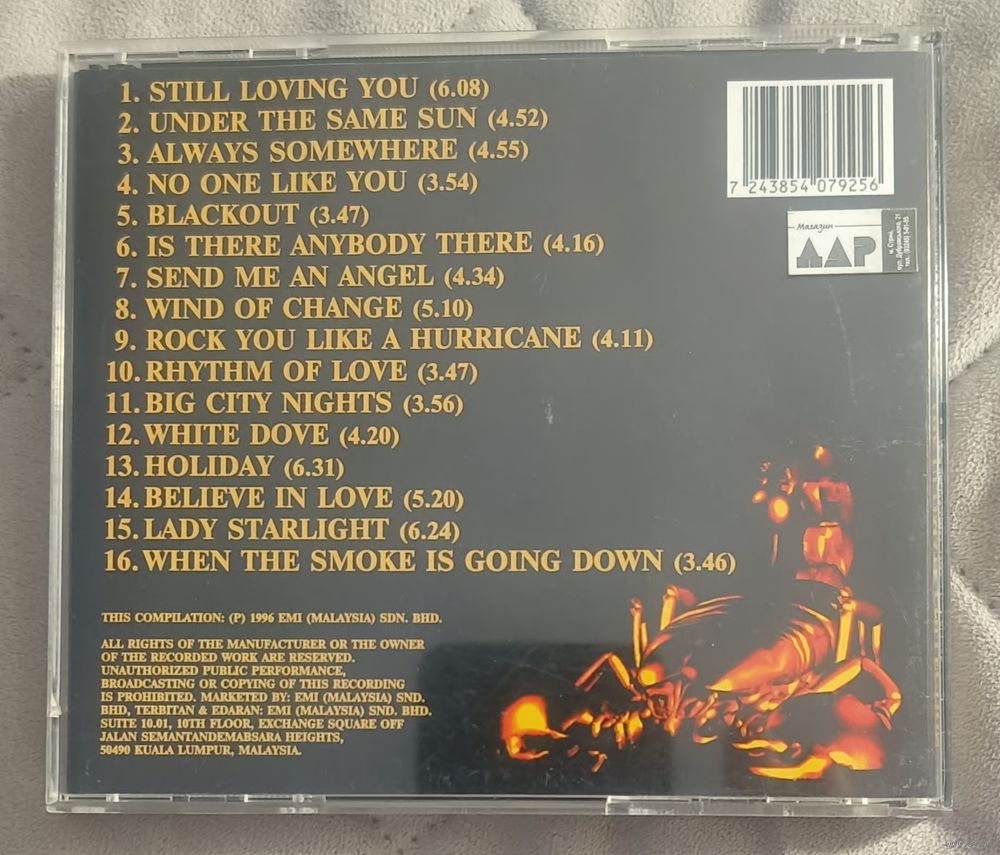 1. STILL LOVING YOU (6.08)
2. UNDER THE SAME SUN (4.52)
3. ALWAYS SOMEWHERE (4.55)
4. NO ONE LIKE YOU (3.54)
5. BLACKOUT (3.47)
6. IS THERE ANYBODY THERE (4.16)
7. SEND ME AN ANGEL (4.34)
8. WIND OF CHANGE (5.10)
9. ROCK YOU LIKE A HURRICANE (4.11)
10. RHYTHM OF LOVE (3.47)
11. BIG CITY NIGHTS (3.56)
12. WHITE DOVE (4.20)
13. HOLIDAY (6.31)
14. BELIEVE IN LOVE (5.20)
15. LADY STARLIGHT (6.24)
16. WHEN THE SMOKE IS GOING DOWN (3.46)
7 243854 079256
Магазин
ДАР
THIS COMPILATION: (P) 1996 EMI (MALAYSIA) SDN. BHD.
ALL RIGHTS OF THE MANUFACTURER OR THE OWNER
OF THE RECORDED WORK ARE RESERVED.
UNAUTHORIZED PUBLIC PERFORMANCE,
BROADCASTING OR COPYING OF THIS RECORDING
IS PROHIBITED. MARKETED BY: EMI (MALAYSIA) SND.
BHD, TERBITAN & EDARAN: EMI (MALAYSIA) SND. BHD.
SUITE 10.01, 10TH FLOOR, EXCHANGE SQUARE OFF
JALAN SEMANTANDEMABSARA HEIGHTS,
50490 KUALA LUMPUR, MALAYSIA.